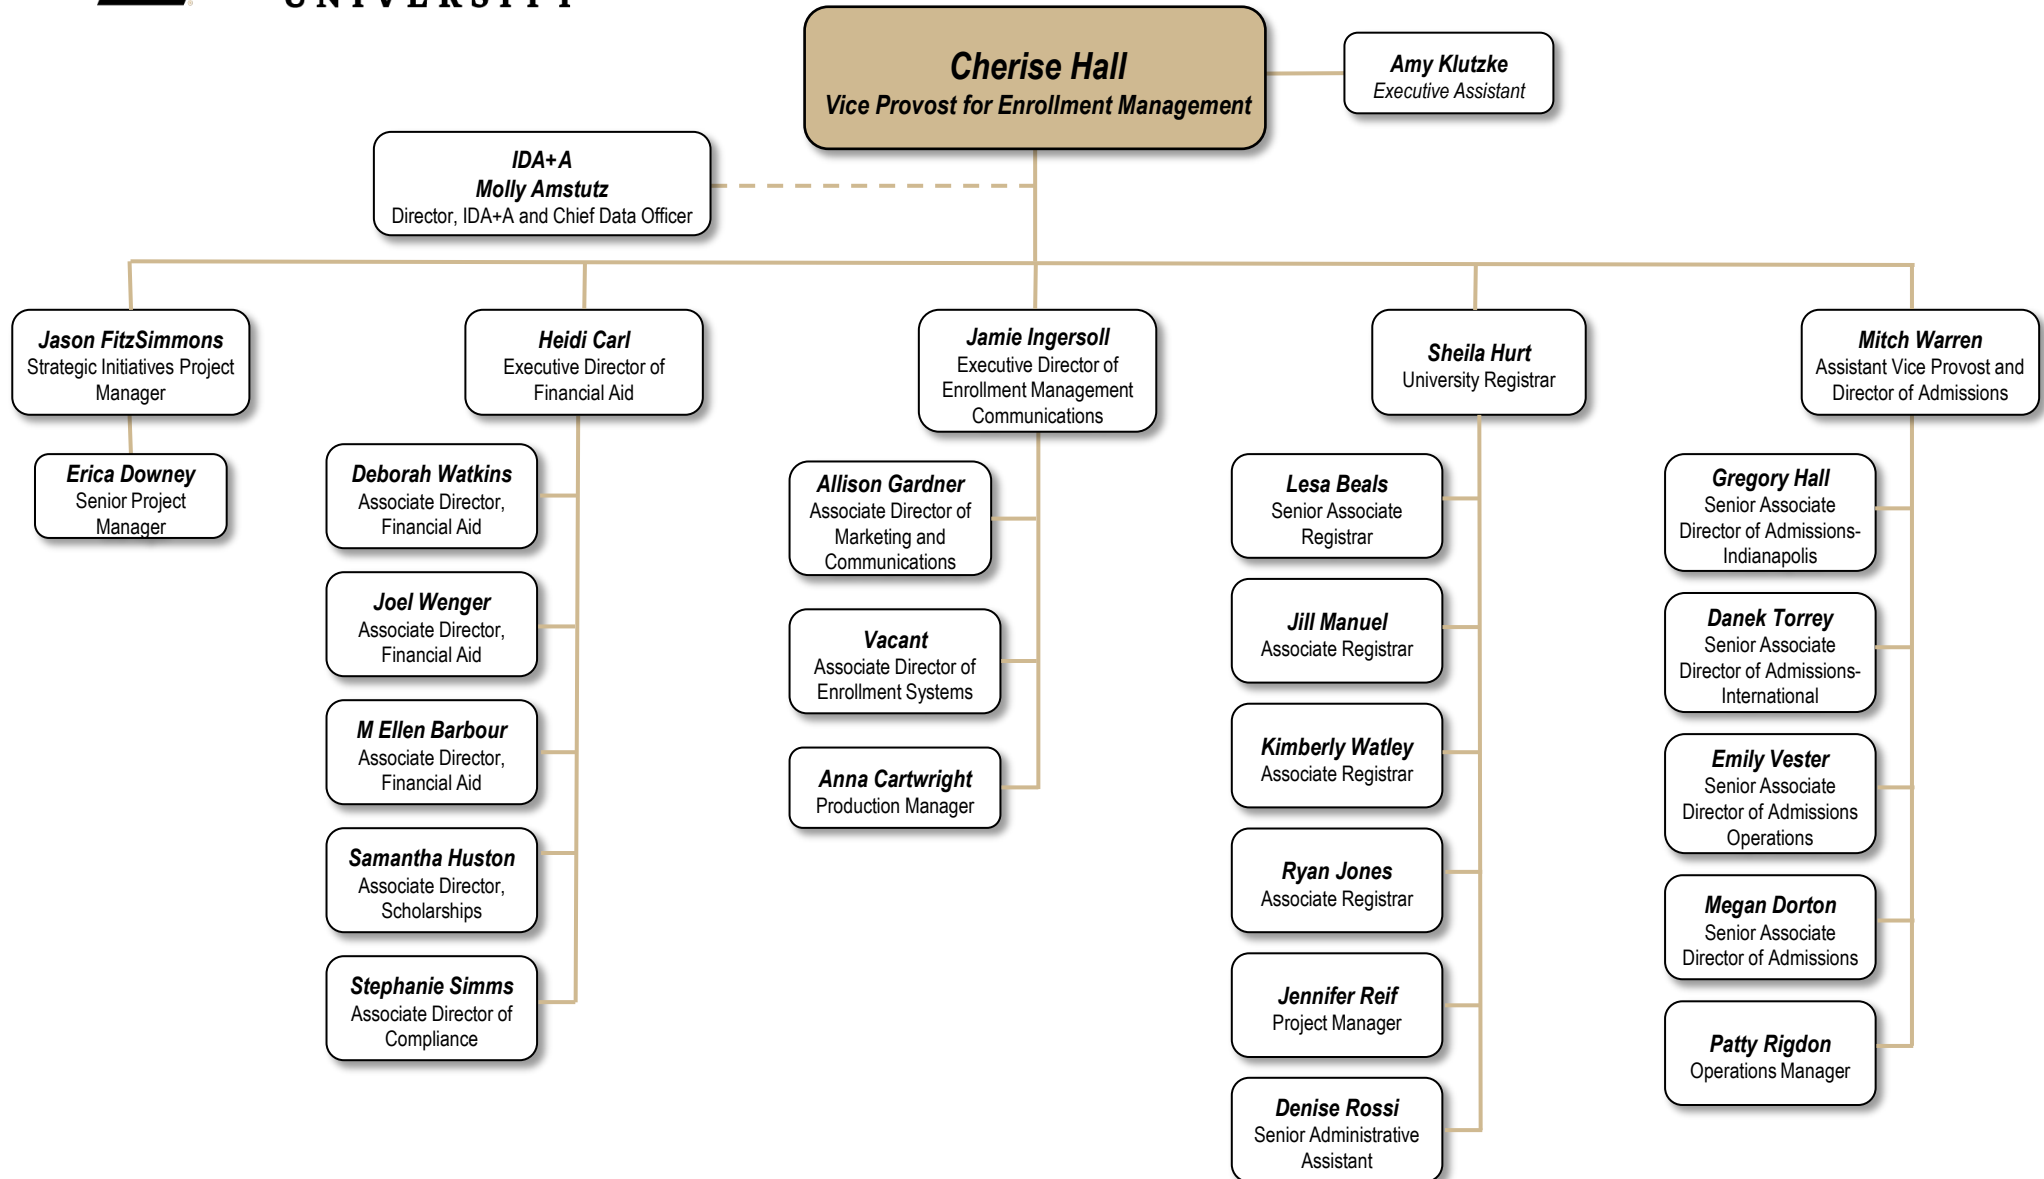 UNIVERSITY
Cherise Hall
Vice Provost for Enrollment Management
Amy Klutzke
Executive Assistant
IDA+A
Molly Amstutz
Director, IDA+A and Chief Data Officer
Jason FitzSimmons
Strategic Initiatives Project
Manager
Erica Downey
Senior Project
Manager
Heidi Carl
Executive Director of
Financial Aid
Deborah Watkins
Associate Director,
Financial Aid
Joel Wenger
Associate Director,
Financial Aid
M Ellen Barbour
Associate Director,
Financial Aid
Samantha Huston
Associate Director,
Scholarships
Stephanie Simms
Associate Director of
Compliance
Jamie Ingersoll
Executive Director of
Enrollment Management
Communications
Allison Gardner
Associate Director of
Marketing and
Communications
Vacant
Associate Director of
Enrollment Systems
Anna Cartwright
Production Manager
Sheila Hurt
University Registrar
Lesa Beals
Senior Associate
Registrar
Jill Manuel
Associate Registrar
Kimberly Watley
Associate Registrar
Ryan Jones
Associate Registrar
Jennifer Reif
Project Manager
Denise Rossi
Senior Administrative
Assistant
Mitch Warren
Assistant Vice Provost and
Director of Admissions
Gregory Hall
Senior Associate
Director of Admissions-
Indianapolis
Danek Torrey
Senior Associate
Director of Admissions-
International
Emily Vester
Senior Associate
Director of Admissions
Operations
Megan Dorton
Senior Associate
Director of Admissions
Patty Rigdon
Operations Manager